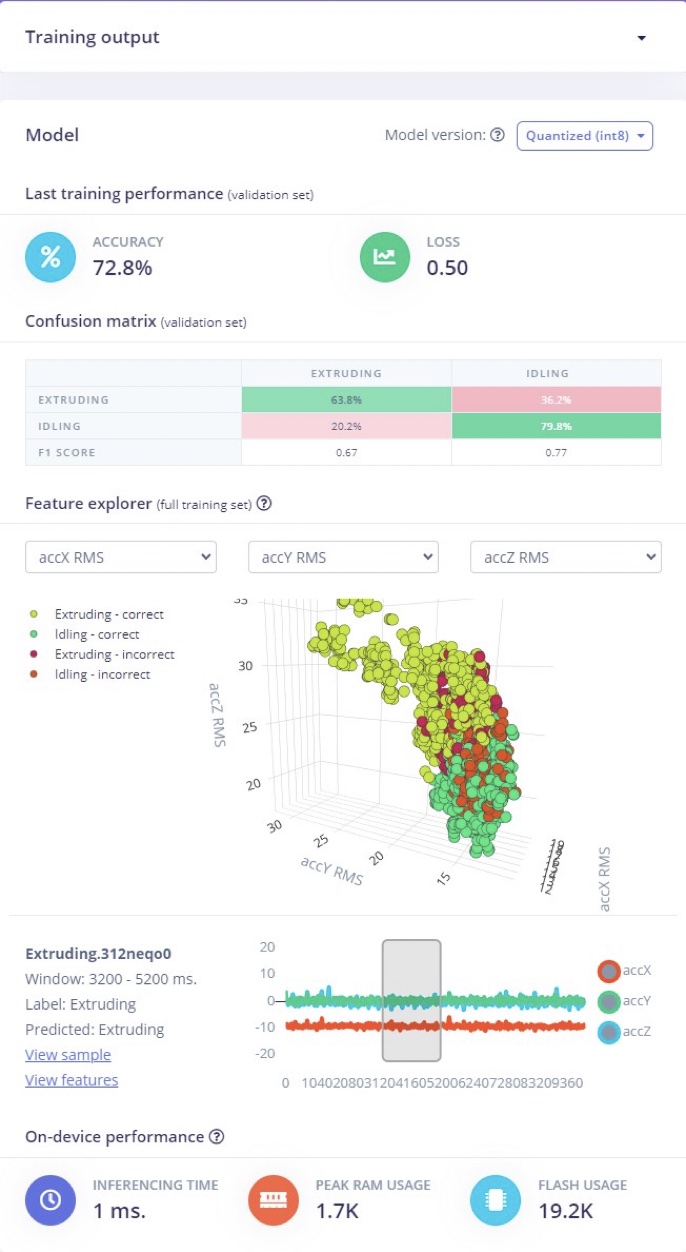 Training output
Model
Model version: Quantized (int8)
Last training performance (validation set)
% ACCURACY
72.8%
LOSS
0.50
Confusion matrix (validation set)
EXTRUDING IDLING
EXTRUDING 63.8% 36.2%
IDLING 20.2% 79.8%
F1 SCORE 0.67 0.77
Feature explorer (full training set)
accX RMS accY RMS accZ RMS
Extruding - correct
Idling - correct
Extruding - incorrect
Idling - incorrect
30
25
20
accZ RMS
30
25
20
15
accY RMS
accX RMS
Extruding.312neqo0
Window: 3200 - 5200 ms.
Label: Extruding
Predicted: Extruding
View sample
View features
20
10
0
-10
-20
0 104020803120416052006240728083209360
accX
accY
accZ
On-device performance
INFERENCING TIME
1 ms.
PEAK RAM USAGE
1.7K
FLASH USAGE
19.2K